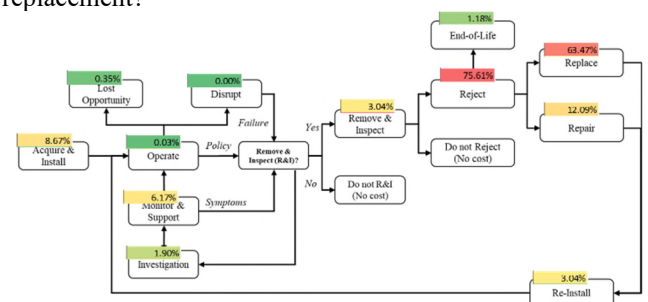 replacement?
1.18%
End-of-Life
0.35%
Lost
Opportunity
0.00%
Disrupt
75.61%
Reject
63.47%
Replace
Failure
3.04%
Remove &
Inspect
Yes
12.09%
Repair
8.67%
Acquire &
Install
0.03%
Operate
Policy
Remove &
Inspect (R&I)?
Do not Reject
(No cost)
No
Do not R&I
(No cost)
6.17%
Monitor &
Support
Symptoms
1.90%
Investigation
3.04%
Re-Install